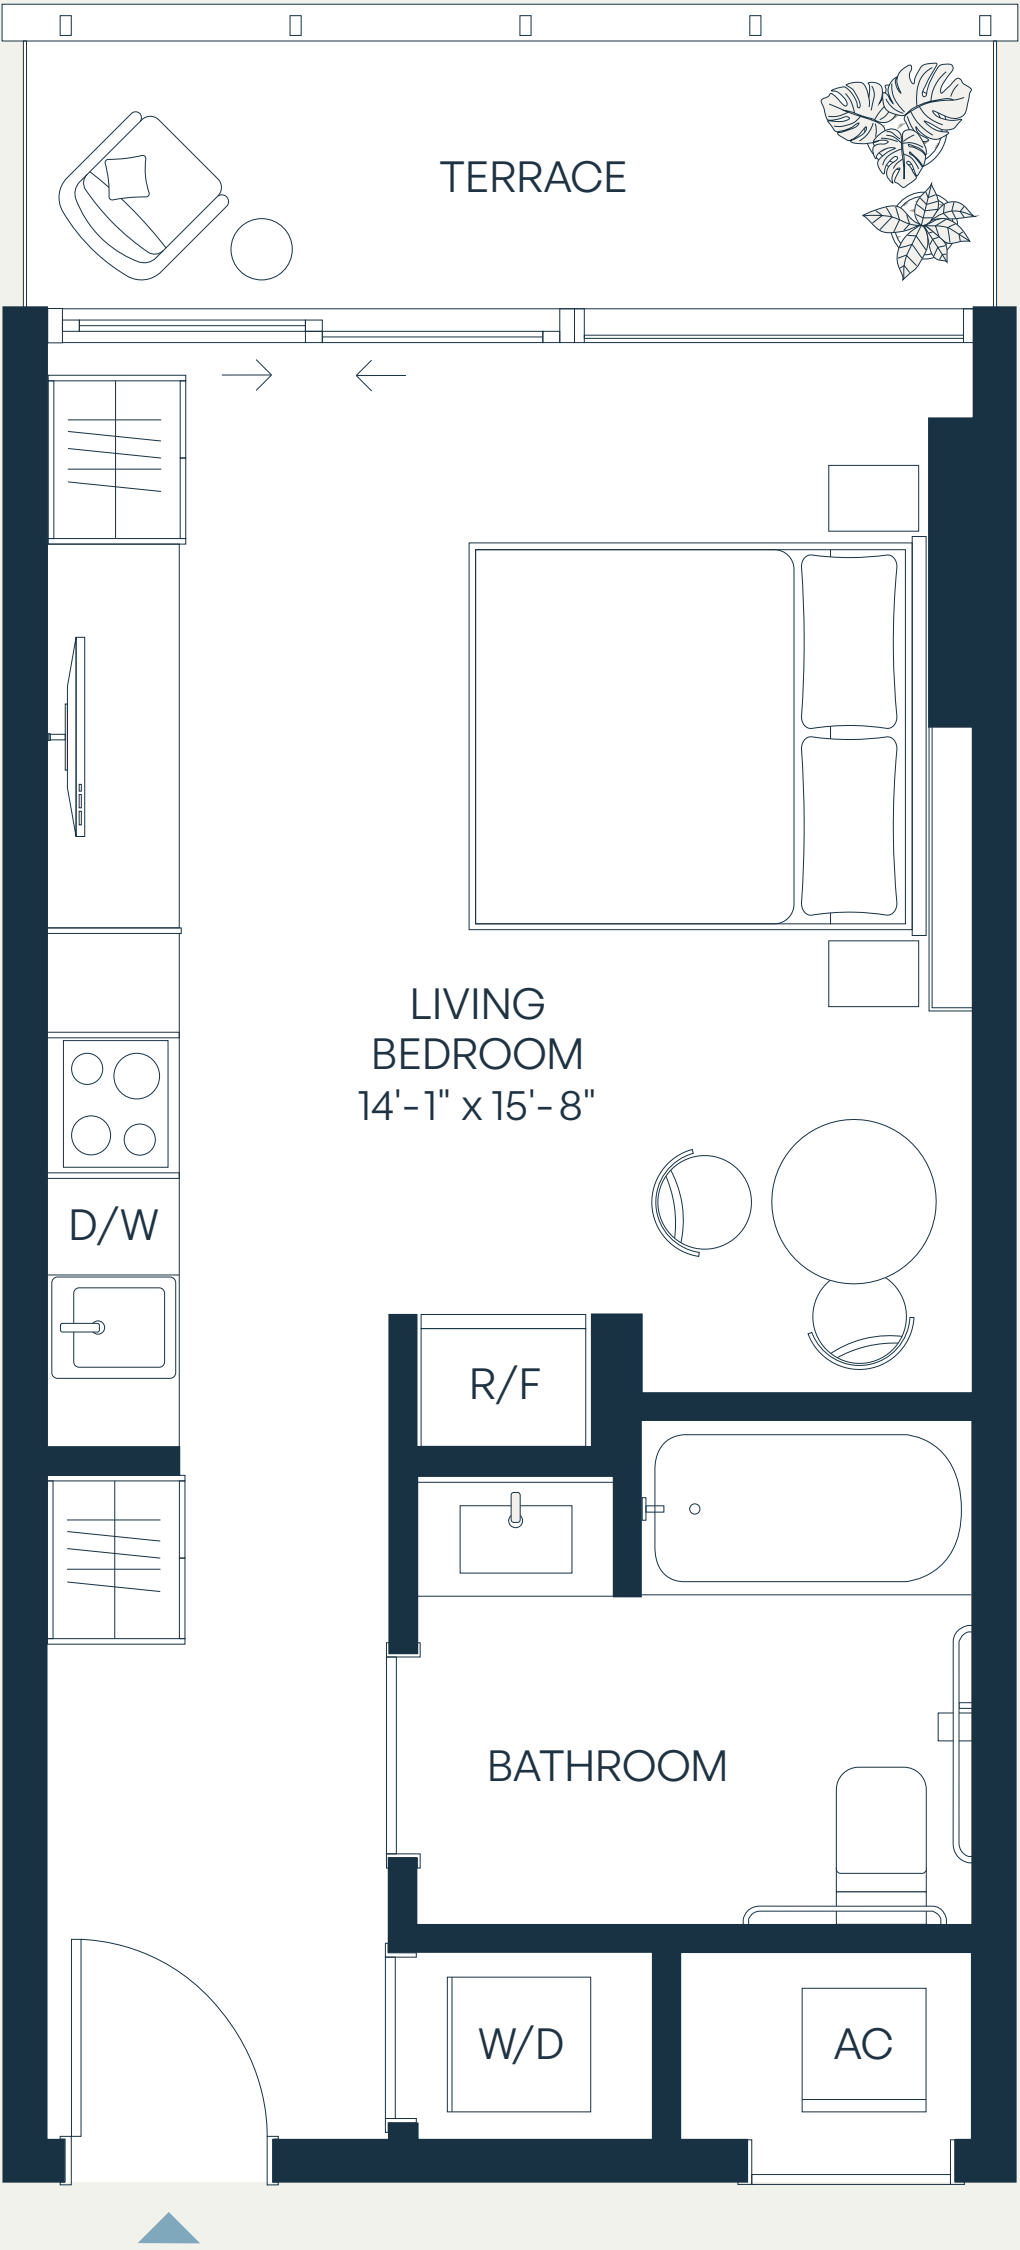 TERRACE
LIVING
BEDROOM
14'-1" x 15'-8"
D/W
R/F
BATHROOM
W/D
AC